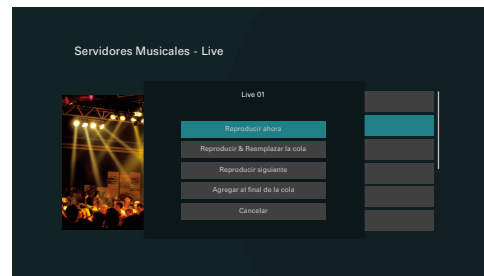 Servidores Musicales - Live
Live 01
Reproducir ahora
Reproducir & Reemplazar la cola
Reproducir siguiente
Agregar al final de la cola
Cancelar